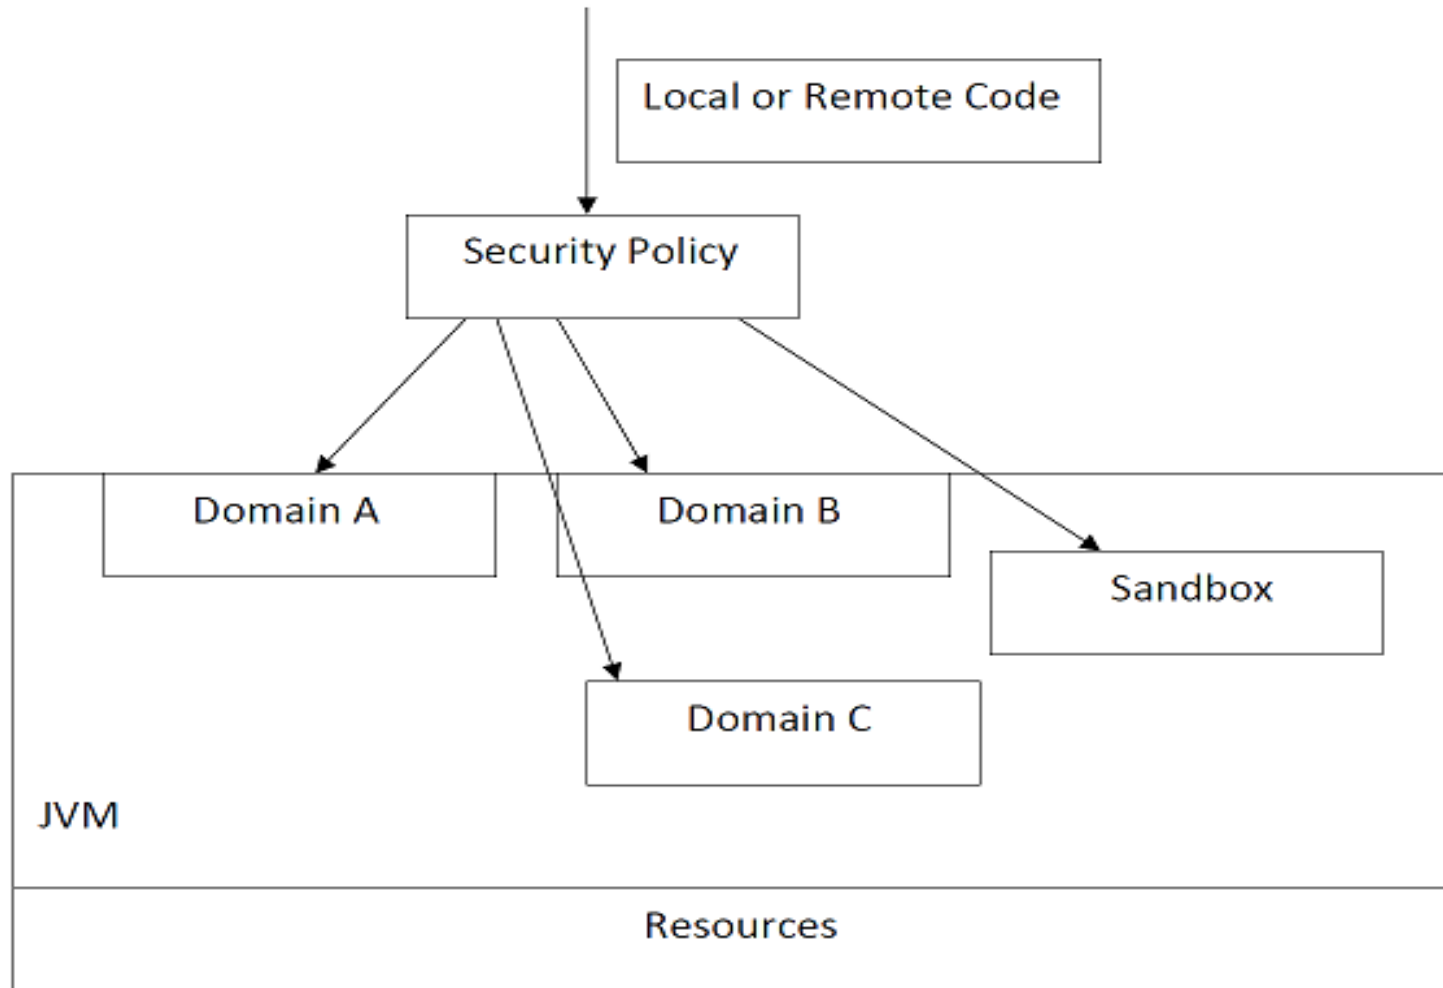 Local or Remote Code
Security Policy
Domain A
Domain B
Sandbox
Domain C
JVM
Resources